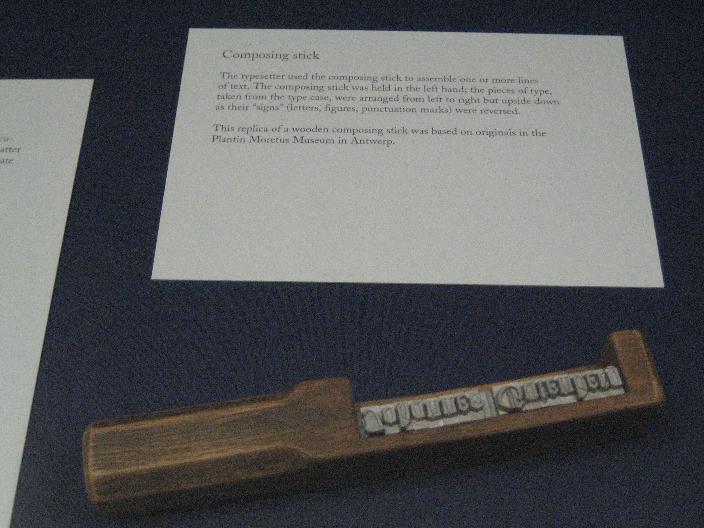 Composing stick
The typesetter used the composing stick to assemble one or more lines
of text. The composing stick was held in the left hand; the pieces of type,
taken from the type case, were arranged from left to right but upside down
as their "signs" (letters, figures, punctuation marks) were reversed.
This replica of a wooden composing stick was based on originals in the
Plantin Moretus Museum in Antwerp.
atter
ate